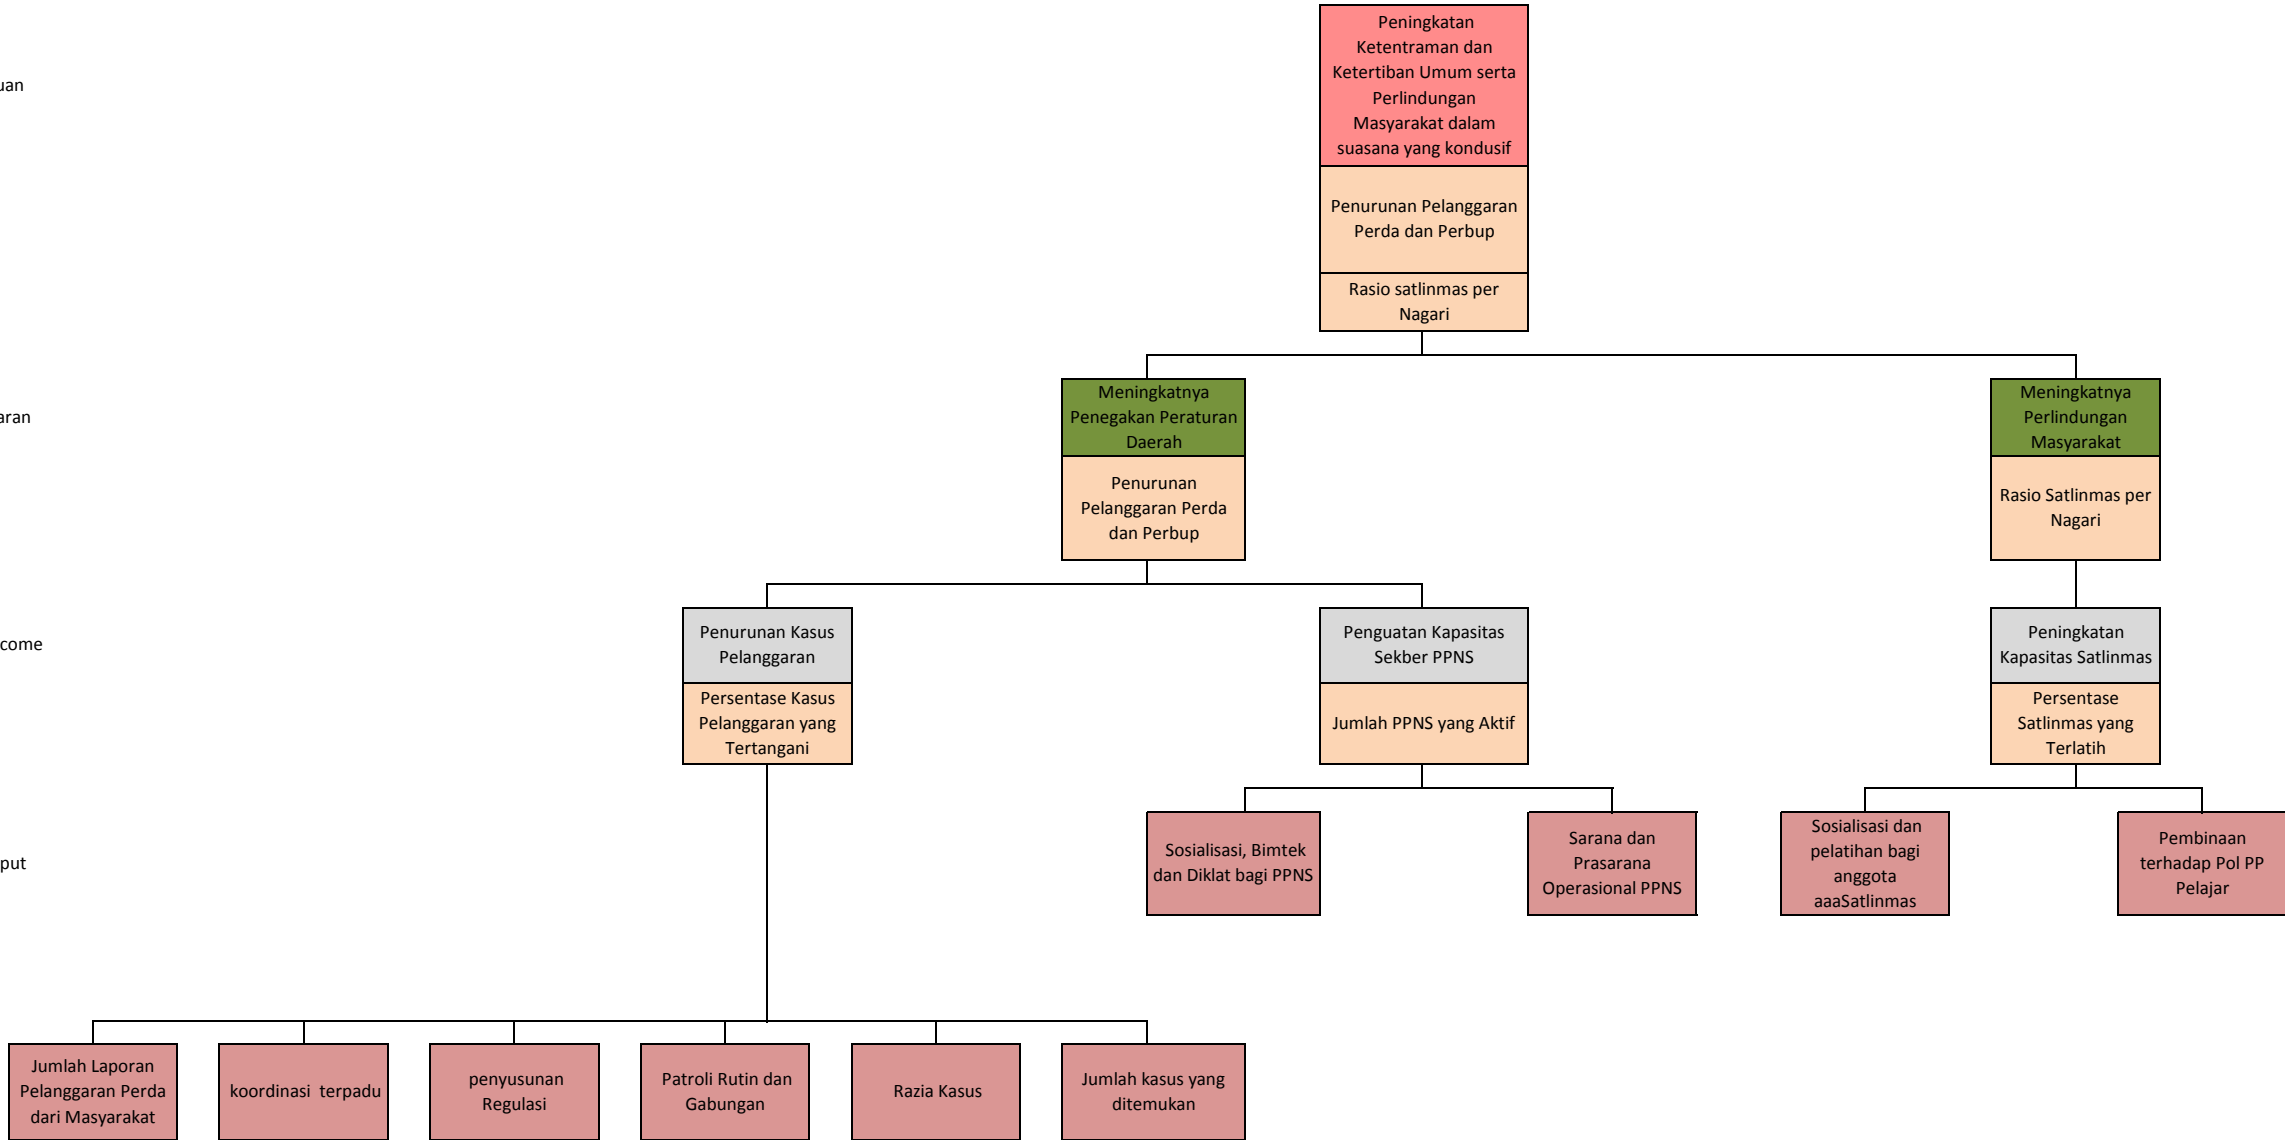 Peningkatan
Ketentraman dan
Ketertiban Umum serta
Perlindungan
Masyarakat dalam
suasana yang kondusif
uan
Penurunan Pelanggaran
Perda dan Perbup
Rasio satlinmas per
Nagari
aran
Meningkatnya
Penegakan Peraturan
Daerah
Penurunan
Pelanggaran Perda
dan Perbup
Meningkatnya
Perlindungan
Masyarakat
Rasio Satlinmas per
Nagari
come
Penurunan Kasus
Pelanggaran
Persentase Kasus
Pelanggaran yang
Tertangani
Penguatan Kapasitas
Sekber PPNS
Jumlah PPNS yang Aktif
Peningkatan
Kapasitas Satlinmas
Persentase
Satlinmas yang
Terlatih
put
Sosialisasi, Bimtek
dan Diklat bagi PPNS
Sarana dan
Prasarana
Operasional PPNS
Sosialisasi dan
pelatihan bagi
anggota
aaaSatlinmas
Pembinaan
terhadap Pol PP
Pelajar
Jumlah Laporan
Pelanggaran Perda
dari Masyarakat
koordinasi terpadu
penyusunan
Regulasi
Patroli Rutin dan
Gabungan
Razia Kasus
Jumlah kasus yang
ditemukan